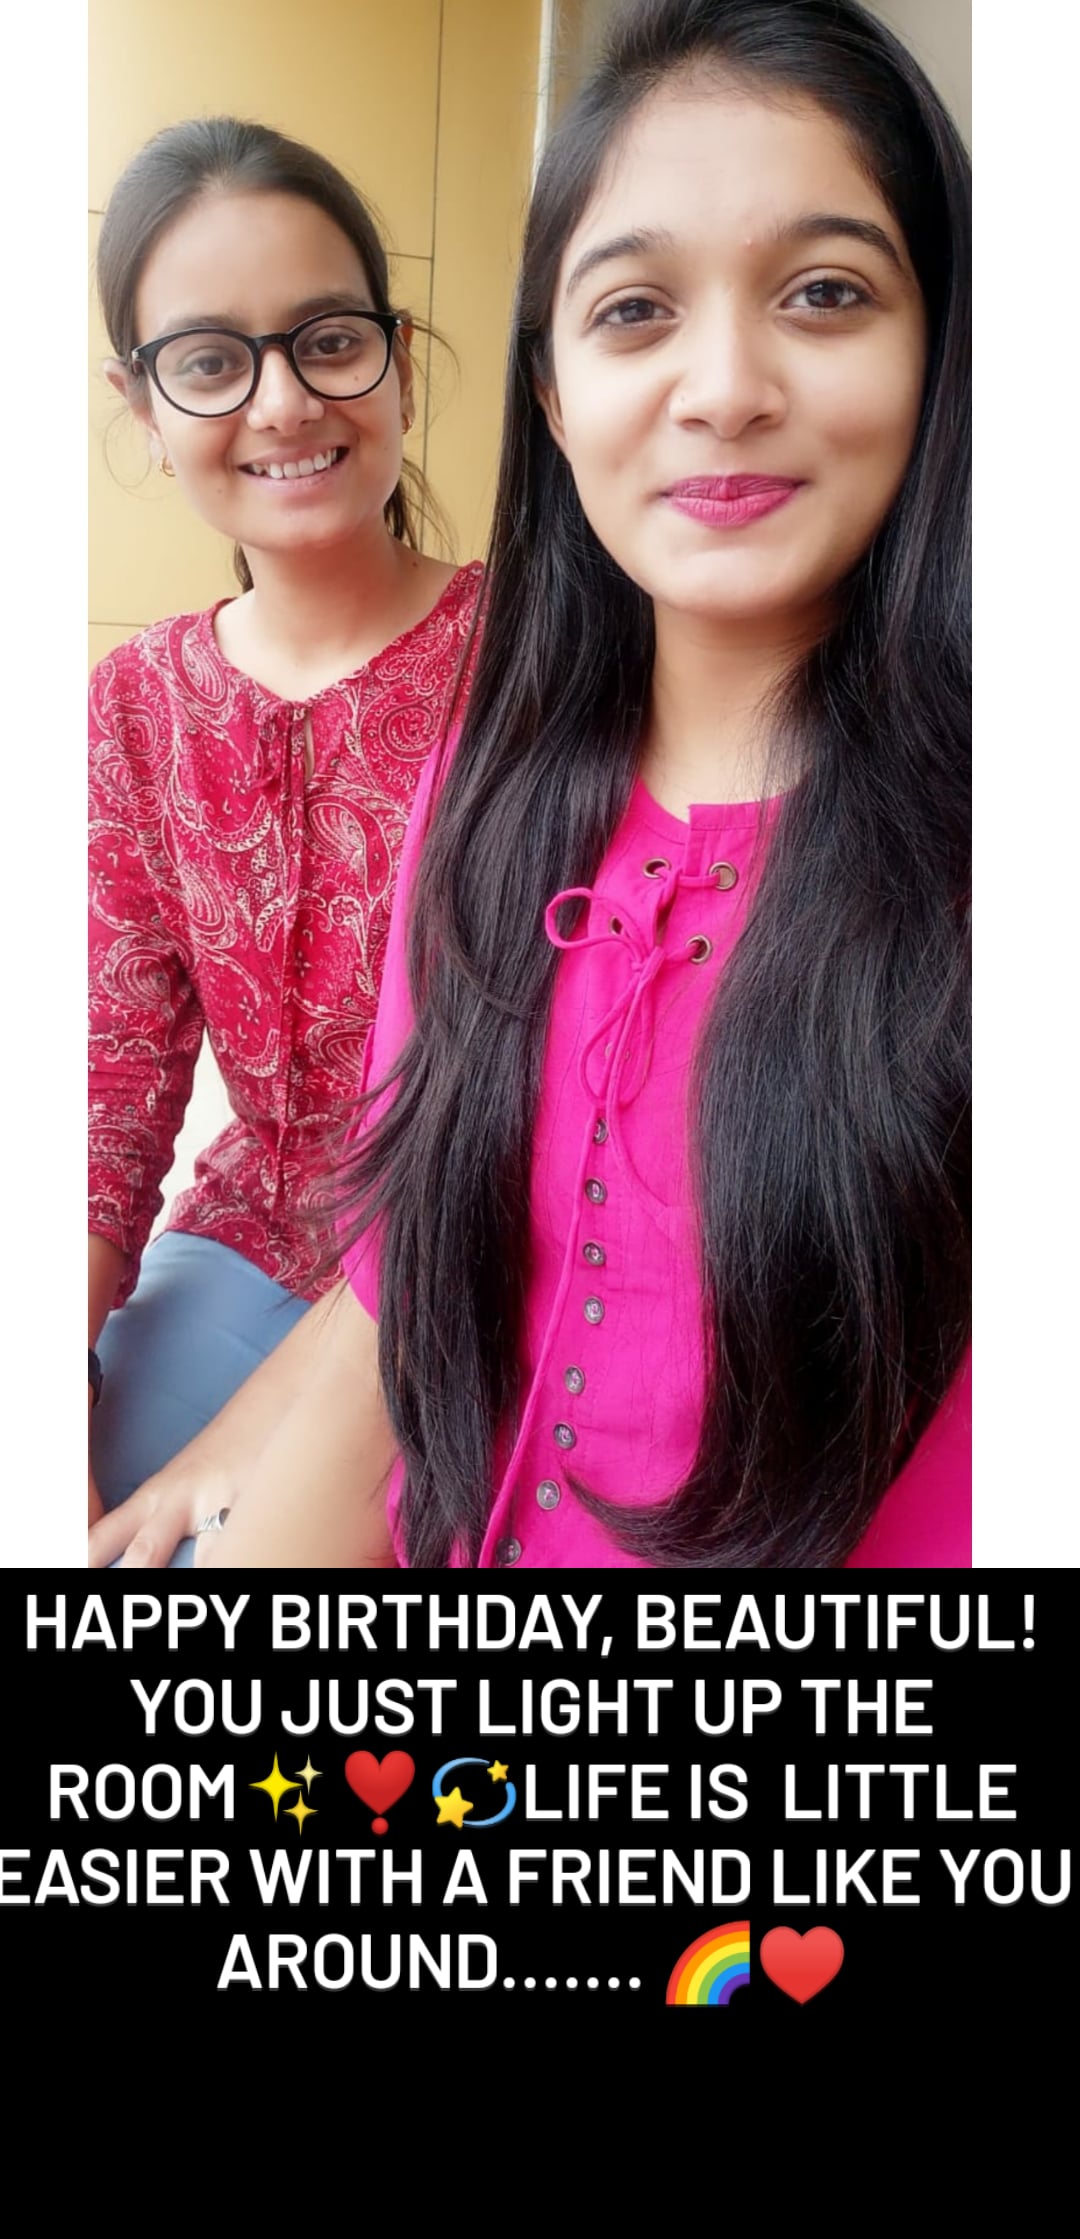 HAPPY BIRTHDAY, BEAUTIFUL!
YOU JUST LIGHT UP THE
ROOM✨❣️💫LIFE IS  LITTLE
EASIER WITH A FRIEND LIKE YOU
AROUND....... 🌈♥️